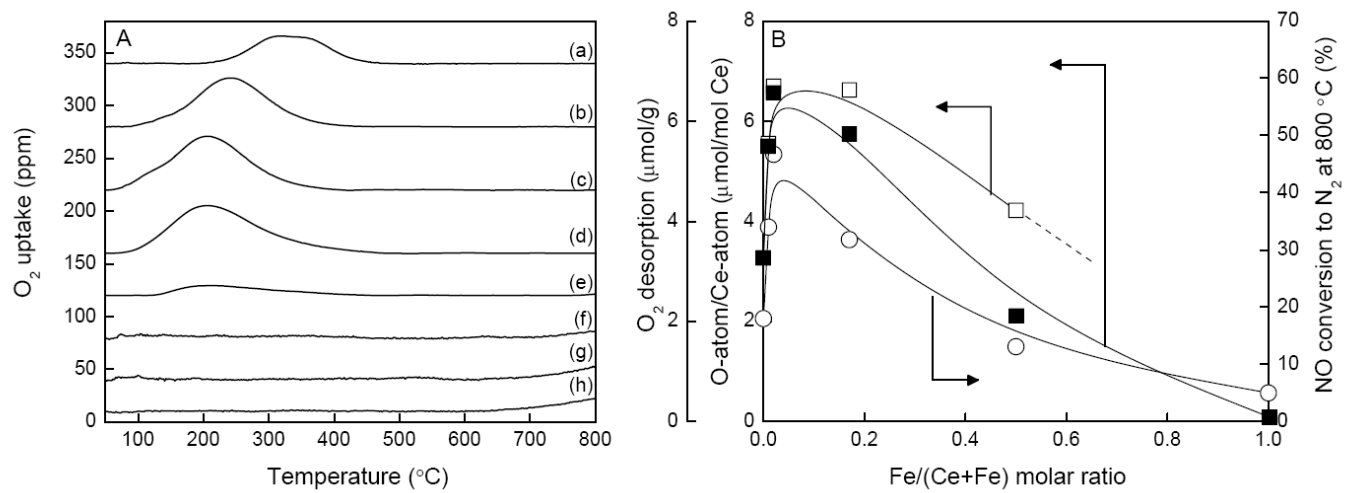 A
350
300
250
200
150
100
50
0
O₂ uptake (ppm)
(a)
(b)
(c)
(d)
(e)
(f)
(g)
(h)
100 200 300 400 500 600 700 800
Temperature (°C)
B
8
6
4
2
0
O₂ desorption (μmol/g)
8
6
4
2
0
O-atom/Ce-atom (μmol/mol Ce)
70
60
50
40
30
20
10
0
NO conversion to N₂ at 800 °C (%)
0.0 0.2 0.4 0.6 0.8 1.0
Fe/(Ce+Fe) molar ratio